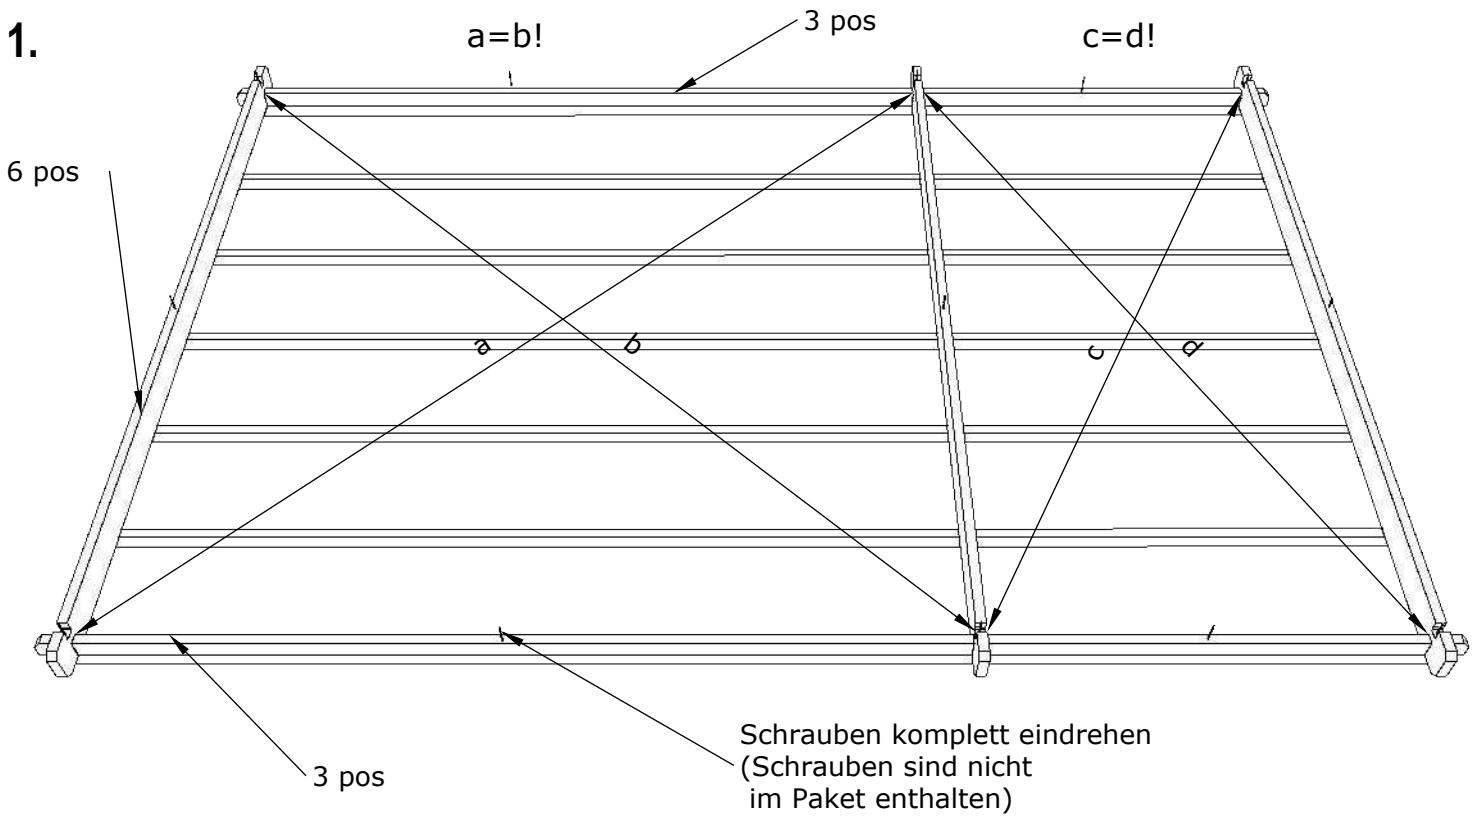 1.
a=b!
3 pos
c=d!
6 pos
a
b
c
d
3 pos
Schrauben komplett eindrehen
(Schrauben sind nicht
im Paket enthalten)